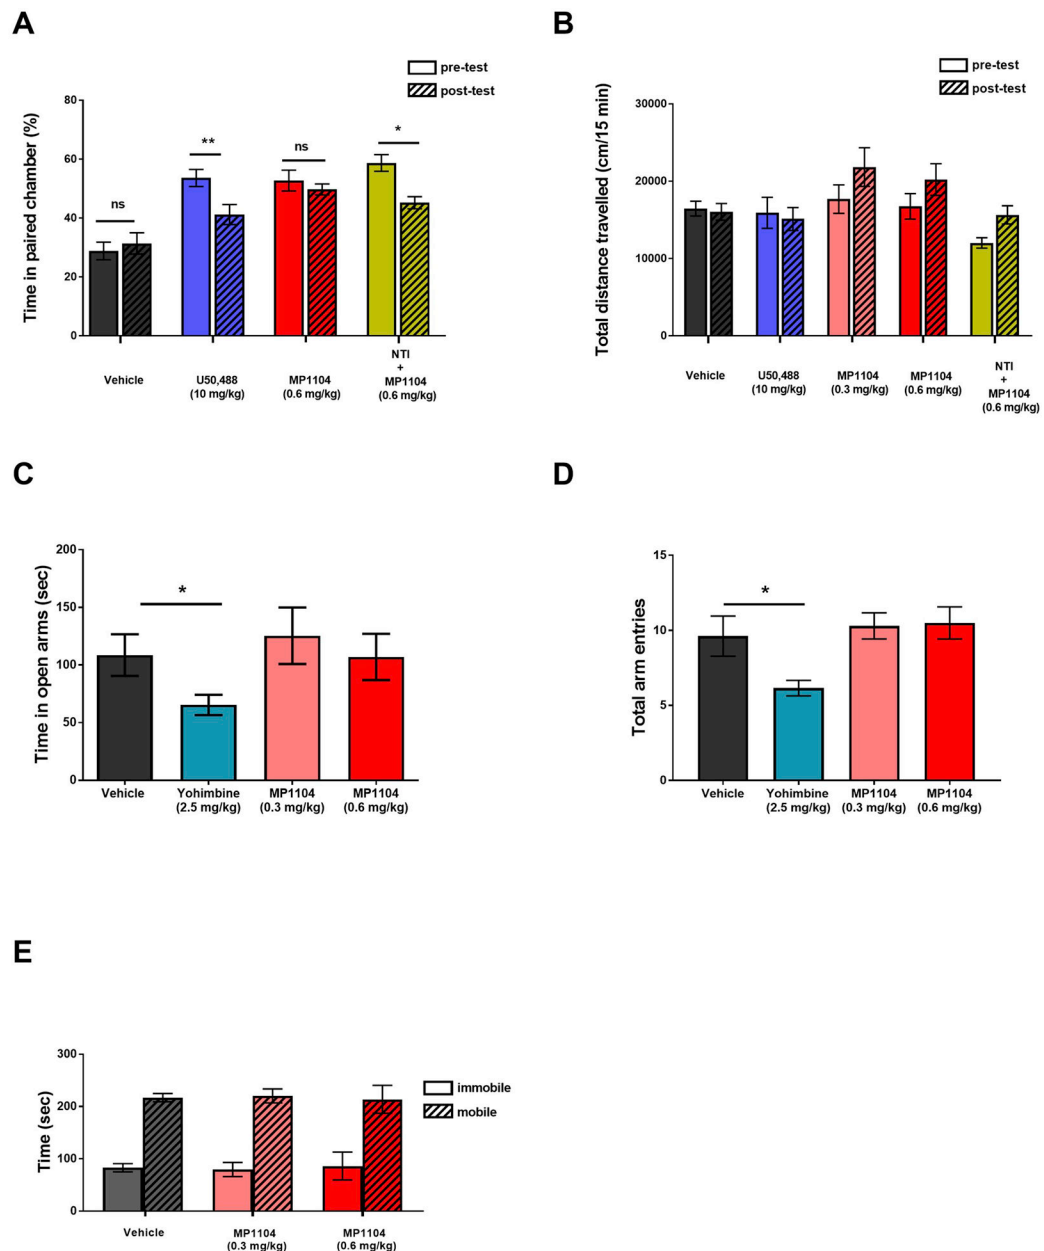 A
pre-test
post-test
Time in paired chamber (%)
80
60
40
20
0
ns
**
ns
*
Vehicle
U50,488
(10 mg/kg)
MP1104
(0.6 mg/kg)
NTI
+
MP1104
(0.6 mg/kg)
B
pre-test
post-test
Total distance travelled (cm/15 min)
30000
20000
10000
0
Vehicle
U50,488
(10 mg/kg)
MP1104
(0.3 mg/kg)
MP1104
(0.6 mg/kg)
NTI
+
MP1104
(0.6 mg/kg)
C
Time in open arms (sec)
200
150
100
50
0
*
Vehicle
Yohimbine
(2.5 mg/kg)
MP1104
(0.3 mg/kg)
MP1104
(0.6 mg/kg)
D
Total arm entries
15
10
5
0
*
Vehicle
Yohimbine
(2.5 mg/kg)
MP1104
(0.3 mg/kg)
MP1104
(0.6 mg/kg)
E
Time (sec)
300
200
100
0
immobile
mobile
Vehicle
MP1104
(0.3 mg/kg)
MP1104
(0.6 mg/kg)